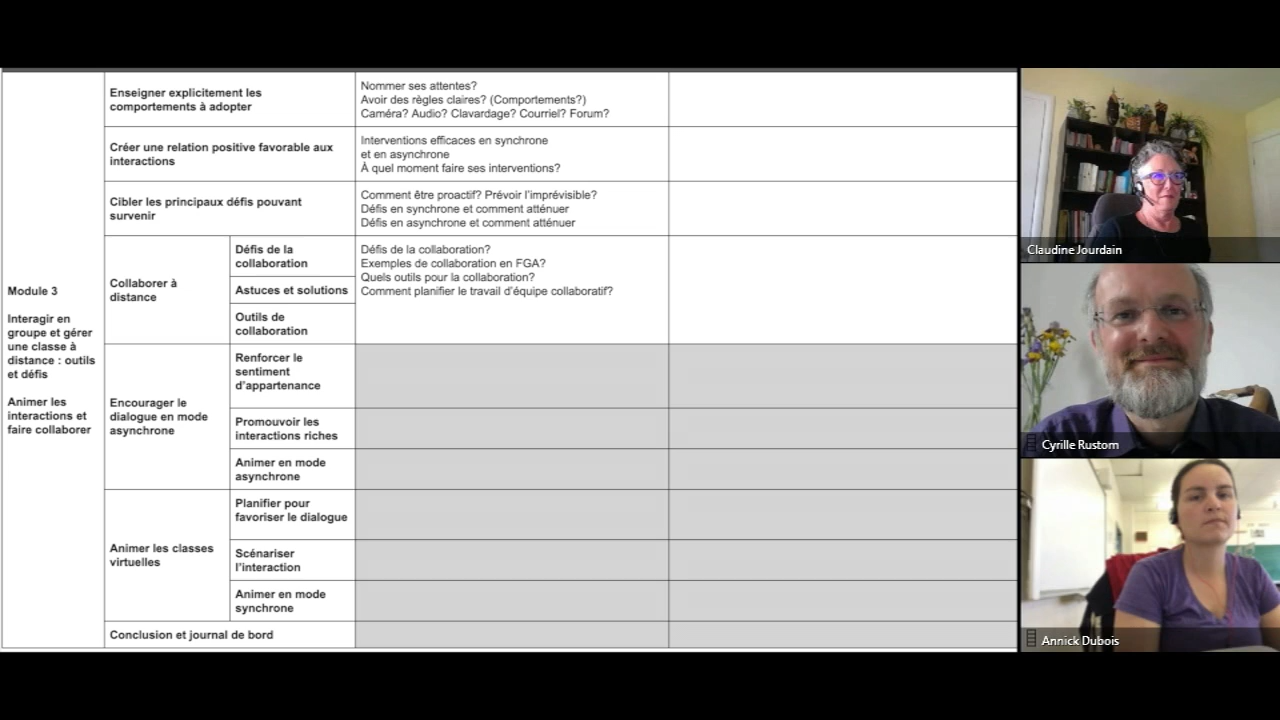 Enseigner explicitement les
comportements à adopter
Nommer ses attentes?
Avoir des règles claires? (Comportements?)
Caméra? Audio? Clavardage? Courriel? Forum?
Créer une relation positive favorable aux
interactions
Interventions efficaces en synchrone
et en asynchrone
À quel moment faire ses interventions?
Cibler les principaux défis pouvant
survenir
Comment être proactif? Prévoir l'imprévisible?
Défis en synchrone et comment atténuer
Défis en asynchrone et comment atténuer
Module 3
Interagir en
groupe et gérer
une classe à
distance : outils
et défis
Animer les
interactions et
faire collaborer
Collaborer à
distance
Défis de la
collaboration
Astuces et solutions
Outils de
collaboration
Défis de la collaboration?
Exemples de collaboration en FGA?
Quels outils pour la collaboration?
Comment planifier le travail d'équipe collaboratif?
Encourager le
dialogue en mode
asynchrone
Renforcer le
sentiment
d'appartenance
Promouvoir les
interactions riches
Animer en mode
asynchrone
Animer les classes
virtuelles
Planifier pour
favoriser le dialogue
Scénariser
l'interaction
Animer en mode
synchrone
Conclusion et journal de bord
Claudine Jourdain
Cyrille Rustom
Annick Dubois